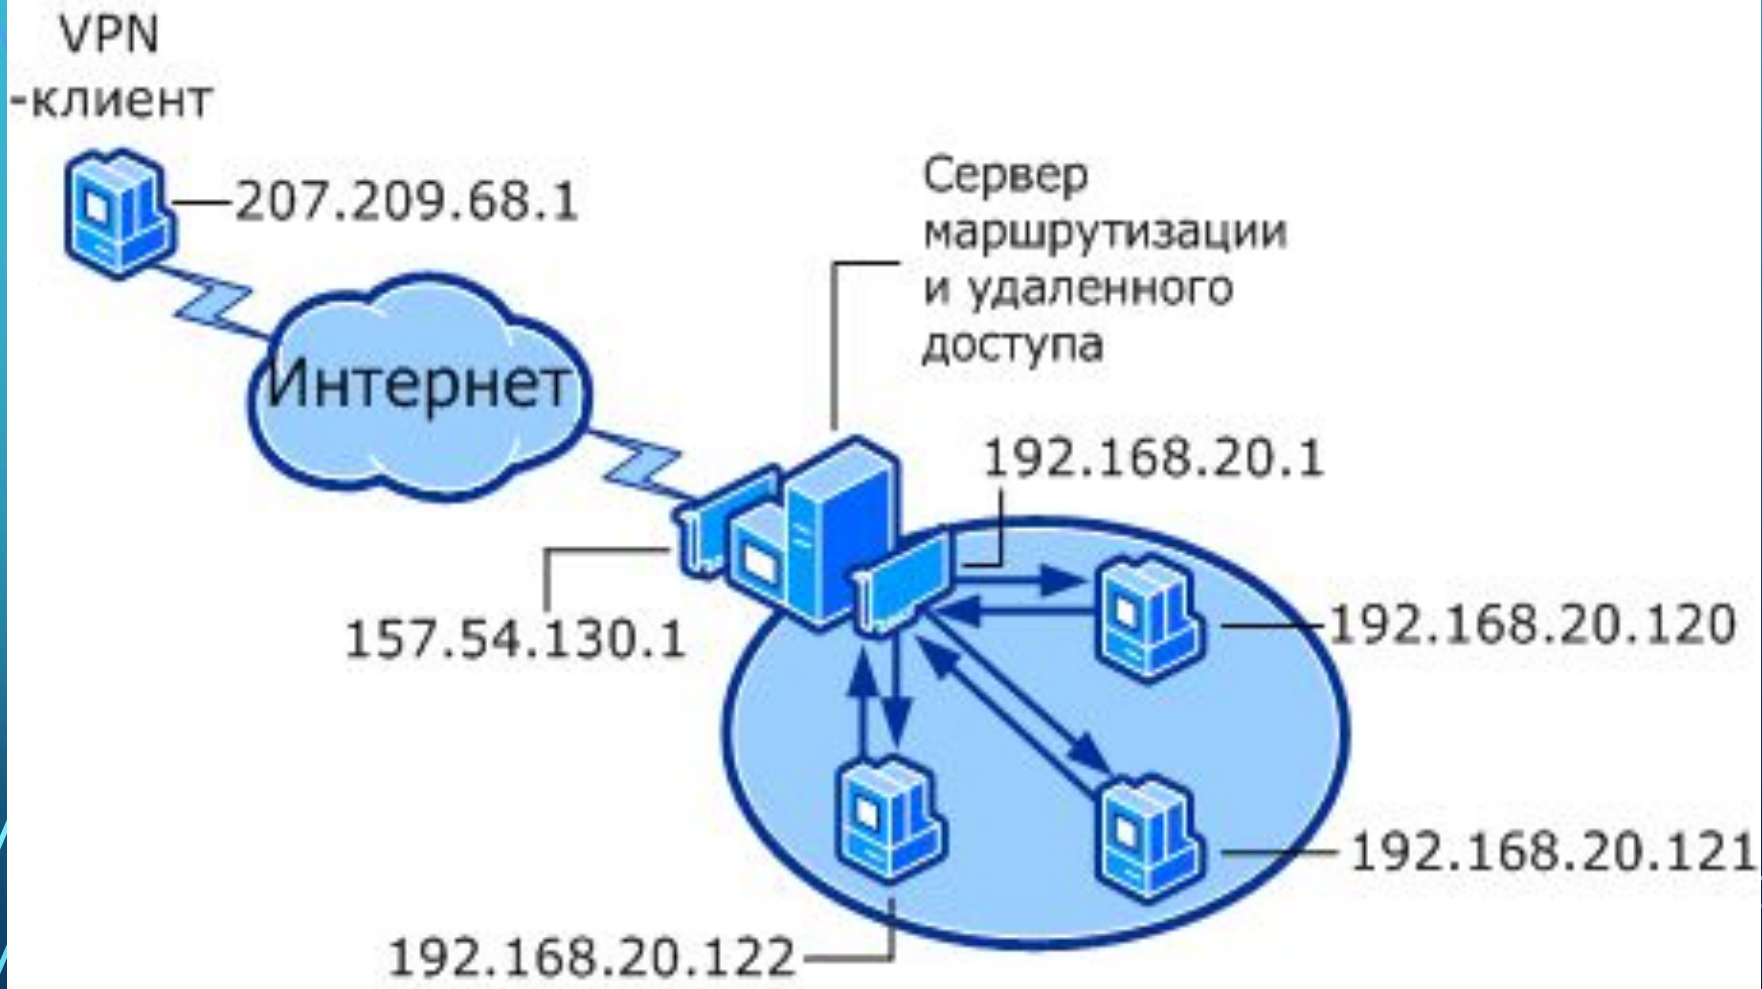 VPN
-клиент
207.209.68.1
Сервер
маршрутизации
и удаленного
доступа
Интернет
192.168.20.1
157.54.130.1
192.168.20.120
192.168.20.121
192.168.20.122